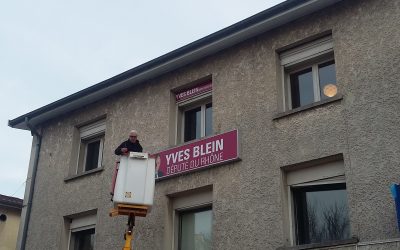 YVES BLEIN
YVES BLEIN
DÉPUTÉ DU RHÔNE